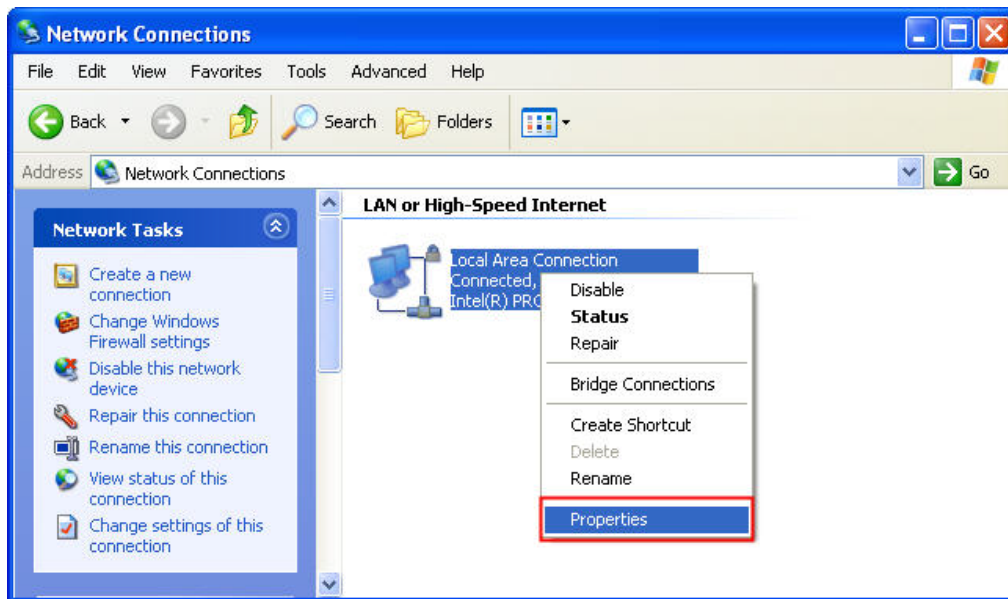 Network Connections
File Edit View Favorites Tools Advanced Help
Back Search Folders
Address Network Connections Go
Network Tasks
Create a new
connection
Change Windows
Firewall settings
Disable this network
device
Repair this connection
Rename this connection
View status of this
connection
Change settings of this
connection
LAN or High-Speed Internet
Local Area Connection
Connected,
Intel(R)
Disable
Status
Repair
Bridge Connections
Create Shortcut
Delete
Rename
Properties